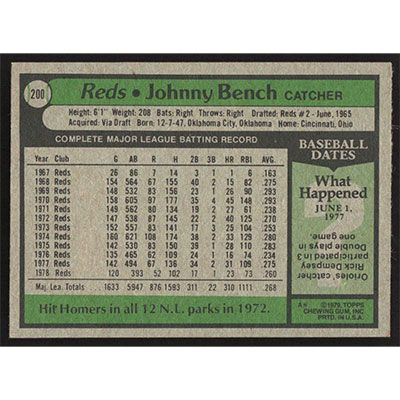 200
Reds • Johnny Bench CATCHER
Height: 6'1" Weight: 208 Bats: Right Throws: Right Drafted: Reds #2 - June, 1965
Acquired: Via Draft Born: 12-7-47, Oklahoma City, Oklahoma Home: Cincinnati, Ohio
COMPLETE MAJOR LEAGUE BATTING RECORD
Year Club G AB R H 2B 3B HR RBI AVG.
1967 Reds 26 86 7 14 3 1 1 6 .163
1968 Reds 154 564 67 155 40 2 15 82 .275
1969 Reds 148 532 83 156 23 1 26 90 .293
1970 Reds 158 605 97 177 35 4 45 148 .293
1971 Reds 149 562 80 134 19 2 27 61 .238
1972 Reds 147 538 87 145 22 2 40 125 .270
1973 Reds 152 557 83 141 17 3 25 104 .253
1974 Reds 160 621 108 174 38 2 33 129 .280
1975 Reds 142 530 83 150 39 1 28 110 .283
1976 Reds 135 465 62 109 24 1 16 74 .234
1977 Reds 142 494 67 136 34 2 31 109 .275
1978 Reds 120 393 52 102 17 1 23 73 .260
Maj. Lea. Totals 1633 5947 876 1593 311 22 310 1111 .268
Hit Homers in all 12 N.L. parks in 1972.
BASEBALL
DATES
What
Happened
JUNE 1,
1977
Orioles' catcher
Rick Dempsey
participated in 3
Double plays in
one game.
©1979, TOPPS
CHEWING GUM, INC
PRTD. IN U.S.A.